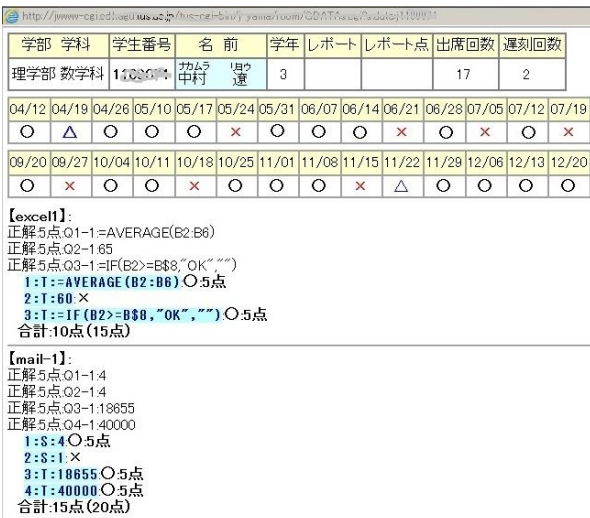 学部 学科 学生番号 名 前 学年 レポート レポート点 出席回数 遅刻回数
ナカムラ リョウ
理学部 数学科 中村 遼 3 17 2
04/12 04/19 04/26 05/10 05/17 05/24 05/31 06/07 06/14 06/21 06/28 07/05 07/12 07/19
○ △ ○ ○ ○ × ○ ○ ○ × ○ × ○ ×
09/20 09/27 10/04 10/11 10/18 10/25 11/01 11/08 11/15 11/22 11/29 12/06 12/13 12/20
○ × ○ ○ × ○ ○ ○ × △ ○ ○ ○ ○
【excel1】:
正解:5点:Q1-1:=AVERAGE(B2:B6)
正解:5点:Q2-1:65
正解:5点:Q3-1:=IF(B2>=B$8,"OK","")
1:T:=AVERAGE(B2:B6):○:5点
2:T:60:×
3:T:=IF(B2>=B$8,"OK",""):○:5点
合計:10点(15点)
【mail-1】:
正解:5点:Q1-1:4
正解:5点:Q2-1:4
正解:5点:Q3-1:18655
正解:5点:Q4-1:40000
1:S:4:○:5点
2:S:1:×
3:T:18655:○:5点
4:T:40000:○:5点
合計:15点(20点)